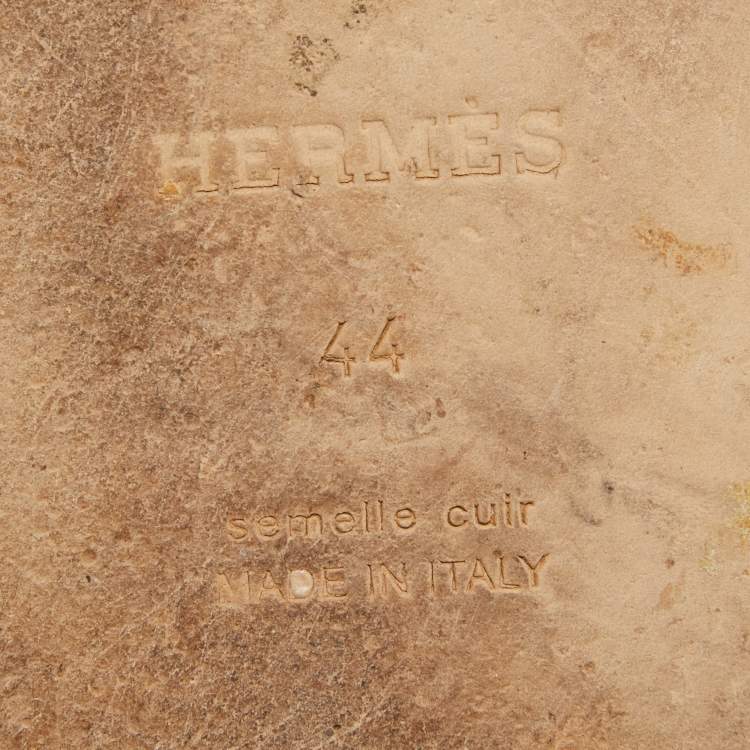 HERMÈS
44
semelle cuir
MADE IN ITALY